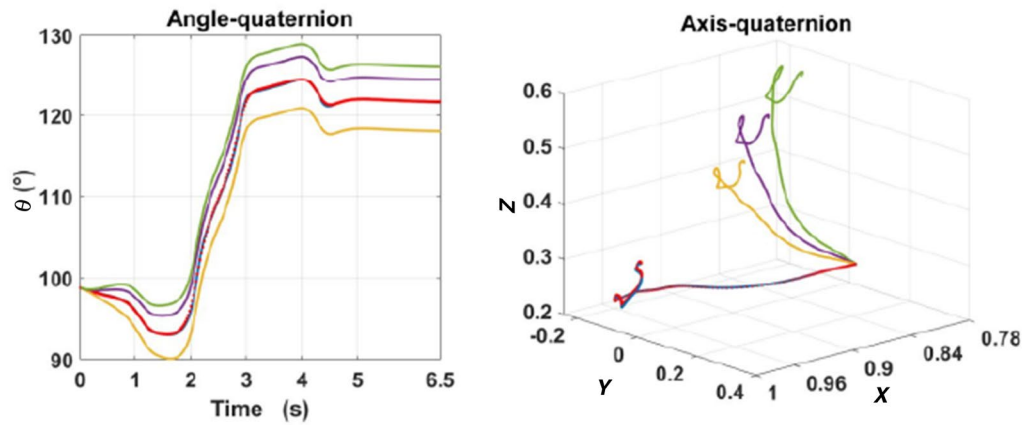 Angle-quaternion
130
120
110
100
90
θ (°)
0 1 2 3 4 5 6.5
Time (s)
Axis-quaternion
0.6
0.5
0.4
0.3
0.2
Z
-0.2 0 0.2 0.4
Y
1 0.96 0.9 0.84 0.78
X